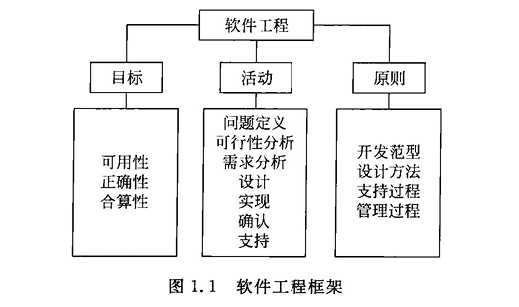 软件工程
目标
活动
原则
可用性
正确性
合算性
问题定义
可行性分析
需求分析
设计
实现
确认
支持
开发范型
设计方法
支持过程
管理过程
图 1.1 软件工程框架